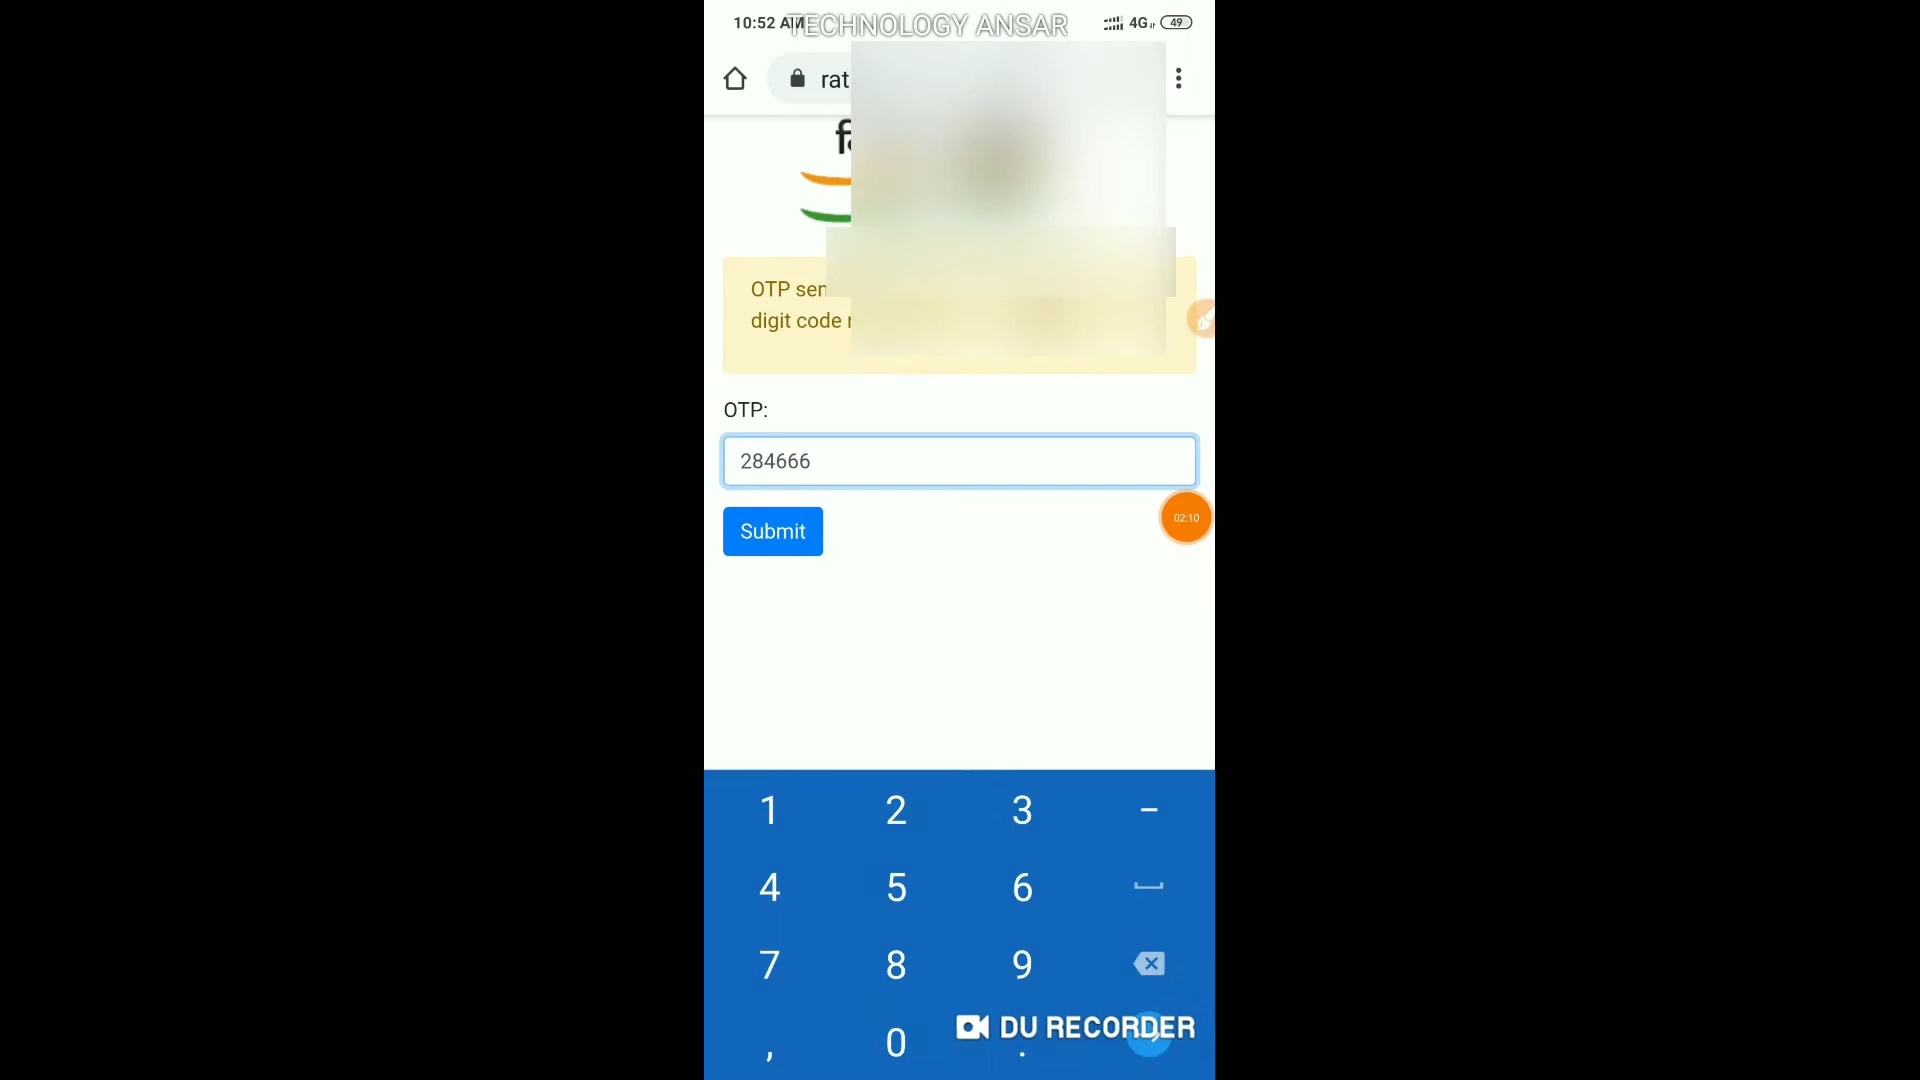 10:52 AM
TECHNOLOGY ANSAR
4G
49
rat
OTP sen
digit code
OTP:
284666
02:10
Submit
1 2 3 –
4 5 6
7 8 9
, 0 .
DU RECORDER